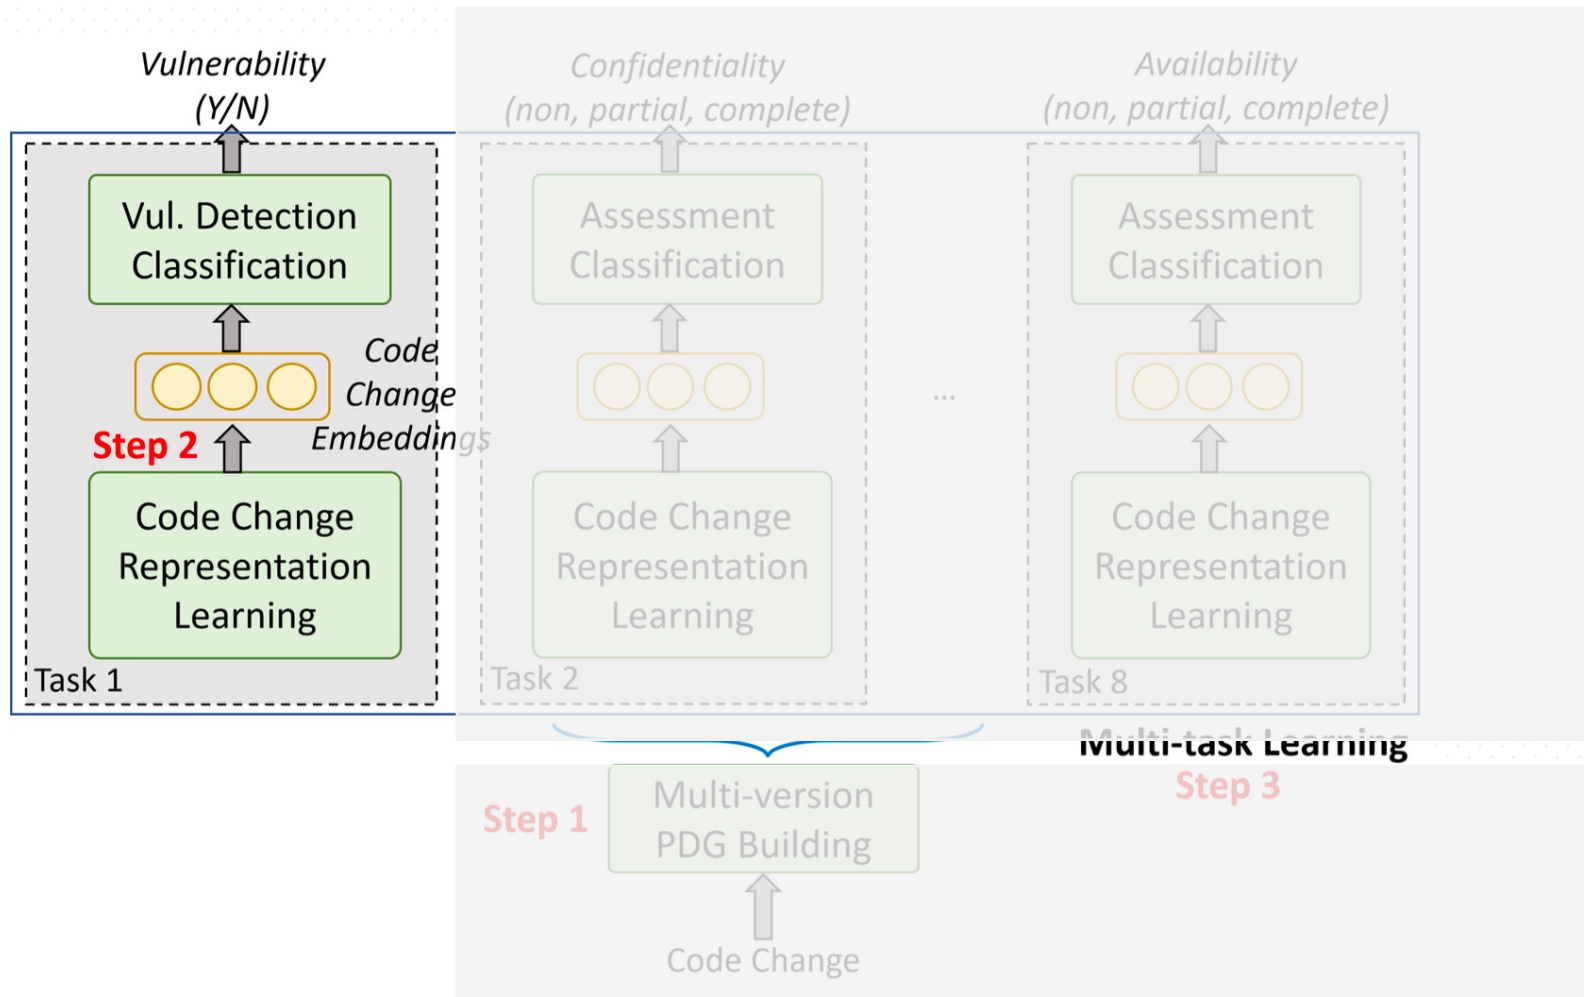 Vulnerability
(Y/N)
Confidentiality
(non, partial, complete)
Availability
(non, partial, complete)
Vul. Detection
Classification
Assessment
Classification
Assessment
Classification
Code
Change
Embeddings
...
Step 2
Code Change
Representation
Learning
Code Change
Representation
Learning
Code Change
Representation
Learning
Task 1
Task 2
Task 8
Multi-task Learning
Step 3
Step 1
Multi-version
PDG Building
Code Change